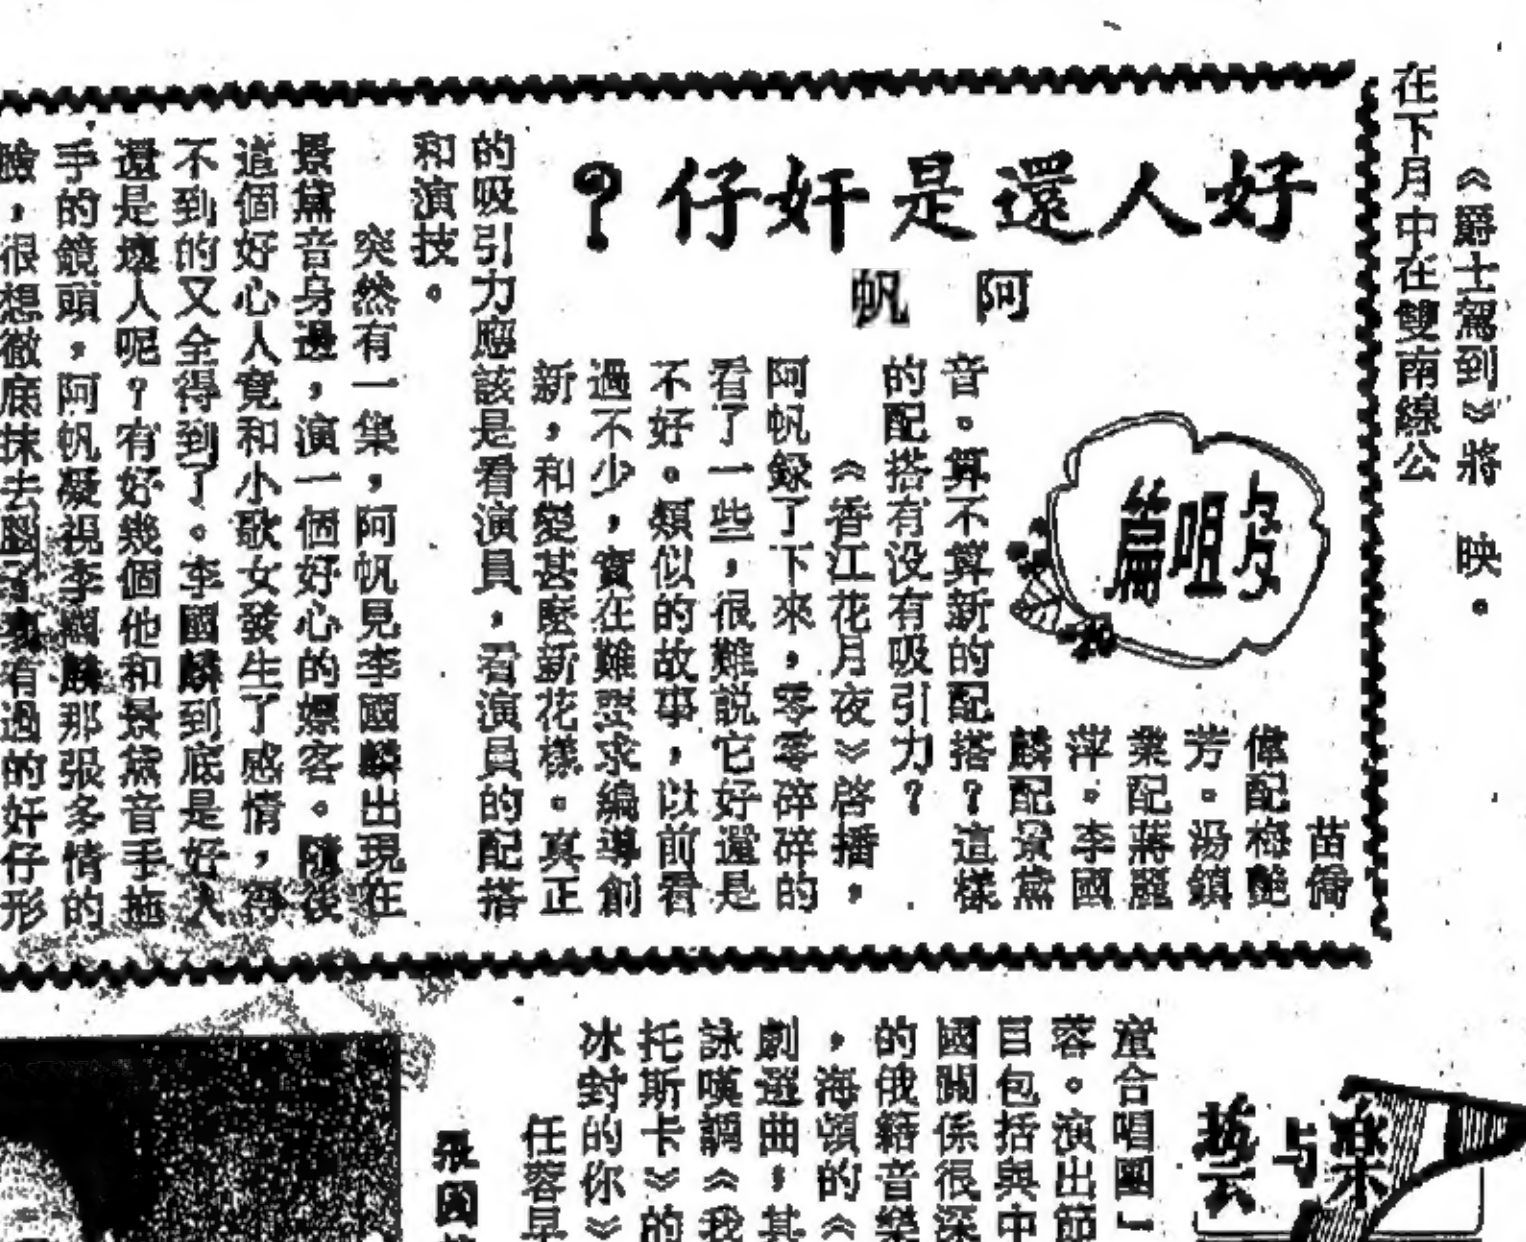 《爵士駕到》將　映。
在下月中在雙南線公
好人還是奸仔？
阿　帆
多咀篇
苗僑
偉配梅艷
芳。湯鎮
業配蔣麗
萍。李國
麟配景黛
音。算不算新的配搭？這樣
的配搭有没有吸引力？
《香江花月夜》啓播，
阿帆録了下來，零零碎碎的
看了一些，很難説它好還是
不好。類似的故事，以前看
過不少，實在難要求編導創
新，和變甚麽新花樣。真正
的吸引力應該是看演員，看演員的配搭
和演技。
突然有一集，阿帆見李國麟出現在
景黛音身邊，演一個好心的嫖客。隨後
這個好心人竟和小歌女發生了感情，再
不到的又全得到了。李國麟到底是好人
還是壞人呢？有好幾個他和景黛音手拖
手的鏡頭，阿帆凝視李國麟那張多情的
臉，很想徹底抹去腦有過的奸仔形
藝与樂
童合唱團」
蓉。演出節
目包括與中
國關係很深
的俄籍音樂
，海頓的《
劇選曲，其
詠嘆調《我
托斯卡》的
冰封的你》
任蓉早